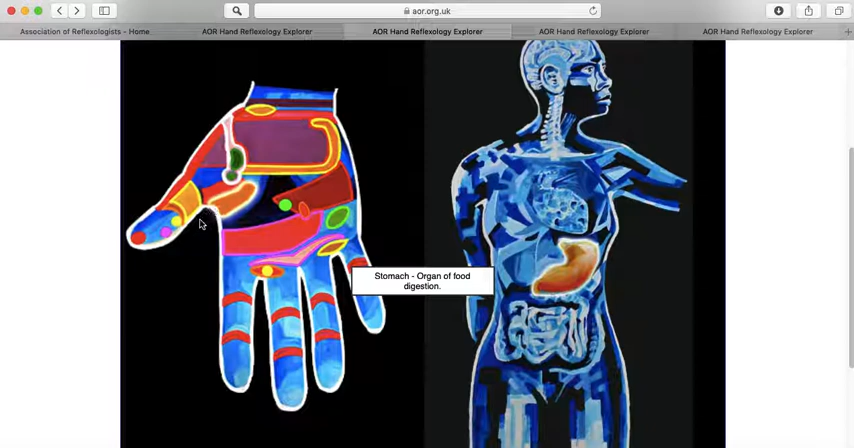 aor.org.uk
Association of Reflexologists - Home
AOR Hand Reflexology Explorer
AOR Hand Reflexology Explorer
AOR Hand Reflexology Explorer
AOR Hand Reflexology Explorer
Stomach - Organ of food
digestion.